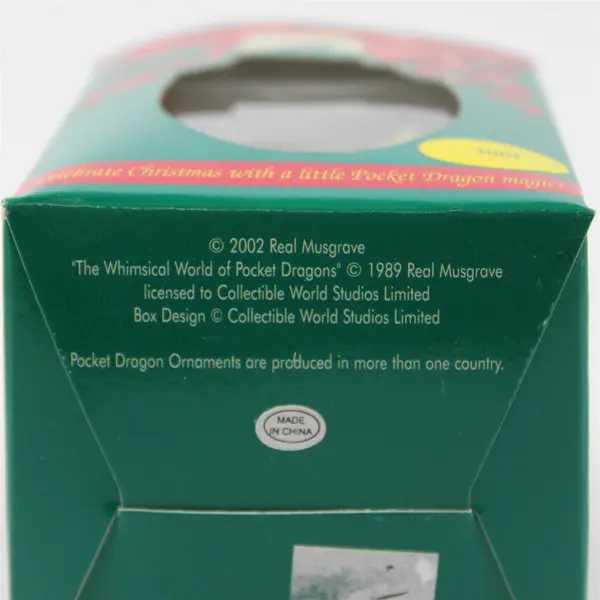 Celebrate Christmas with a little Pocket Dragon magic
© 2002 Real Musgrave
"The Whimsical World of Pocket Dragons" © 1989 Real Musgrave
licensed to Collectible World Studios Limited
Box Design © Collectible World Studios Limited
Pocket Dragon Ornaments are produced in more than one country.
MADE
IN CHINA